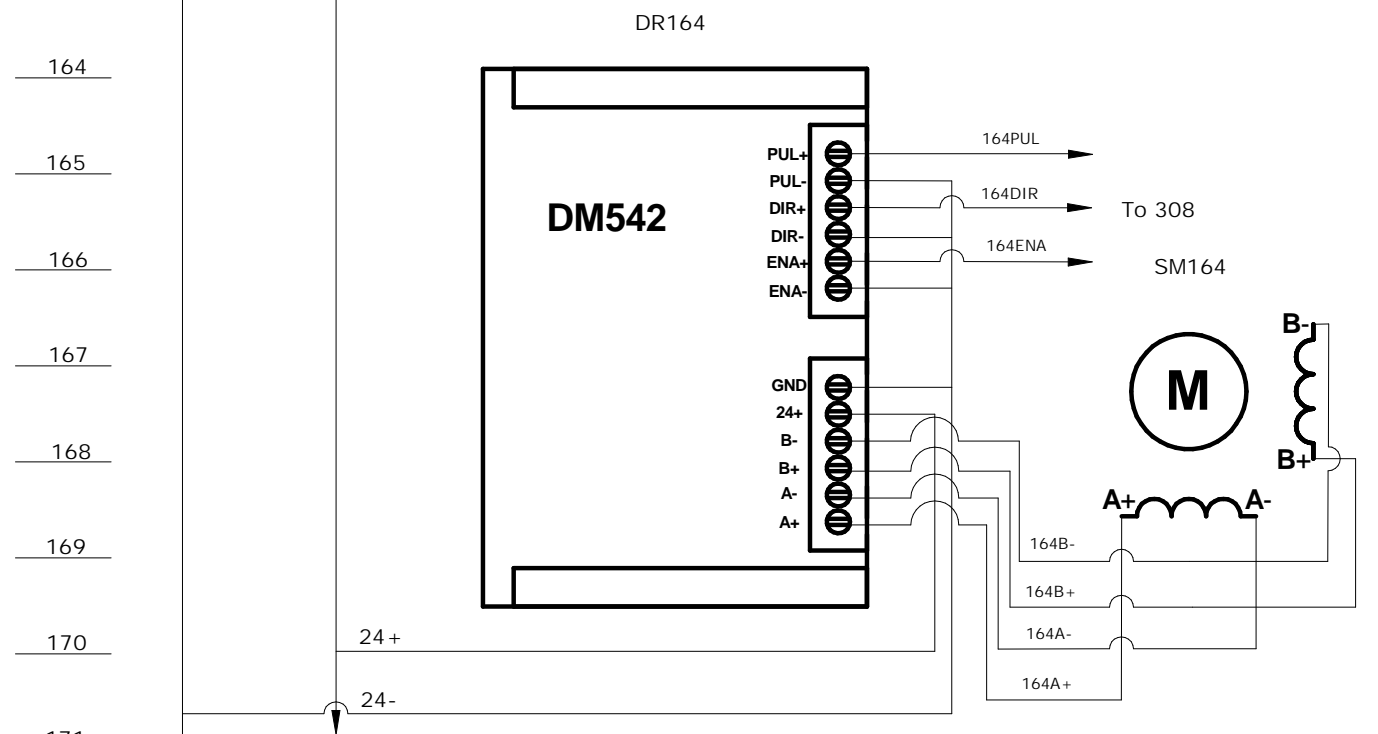 DR164
164
165
166
167
168
169
170
171
DM542
PUL+
PUL-
DIR+
DIR-
ENA+
ENA-
GND
24+
B-
B+
A-
A+
164PUL
164DIR
164ENA
To 308
SM164
M
B-
B+
A+ A-
164B-
164B+
164A-
164A+
24+
24-